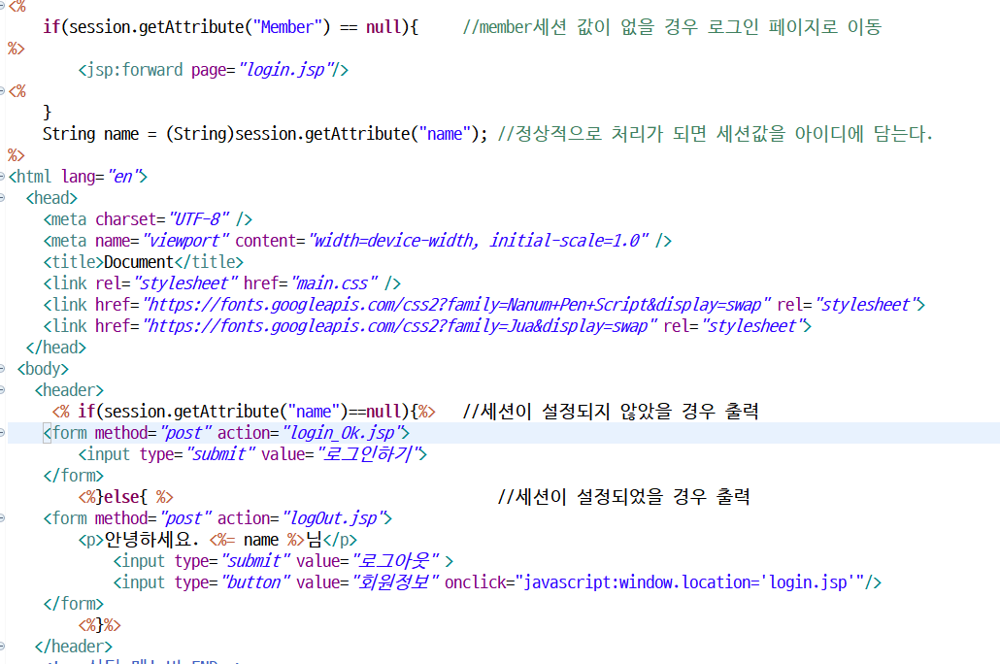 <%
if(session.getAttribute("Member") == null){ //member세션 값이 없을 경우 로그인 페이지로 이동
%>
<jsp:forward page="login.jsp"/>
<%
}
String name = (String)session.getAttribute("name"); //정상적으로 처리가 되면 세션값을 아이디에 담는다.
%>
<html lang="en">
<head>
<meta charset="UTF-8" />
<meta name="viewport" content="width=device-width, initial-scale=1.0" />
<title>Document</title>
<link rel="stylesheet" href="main.css" />
<link href="https://fonts.googleapis.com/css2?family=Nanum+Pen+Script&display=swap" rel="stylesheet">
<link href="https://fonts.googleapis.com/css2?family=Jua&display=swap" rel="stylesheet">
</head>
<body>
<header>
<% if(session.getAttribute("name")==null){%> //세션이 설정되지 않았을 경우 출력
<form method="post" action="login_Ok.jsp">
<input type="submit" value="로그인하기">
</form>
<%}else{ %> //세션이 설정되었을 경우 출력
<form method="post" action="logOut.jsp">
<p>안녕하세요. <%= name %>님</p>
<input type="submit" value="로그아웃" >
<input type="button" value="회원정보" onclick="javascript:window.location='login.jsp'"/>
</form>
<%}%>
</header>